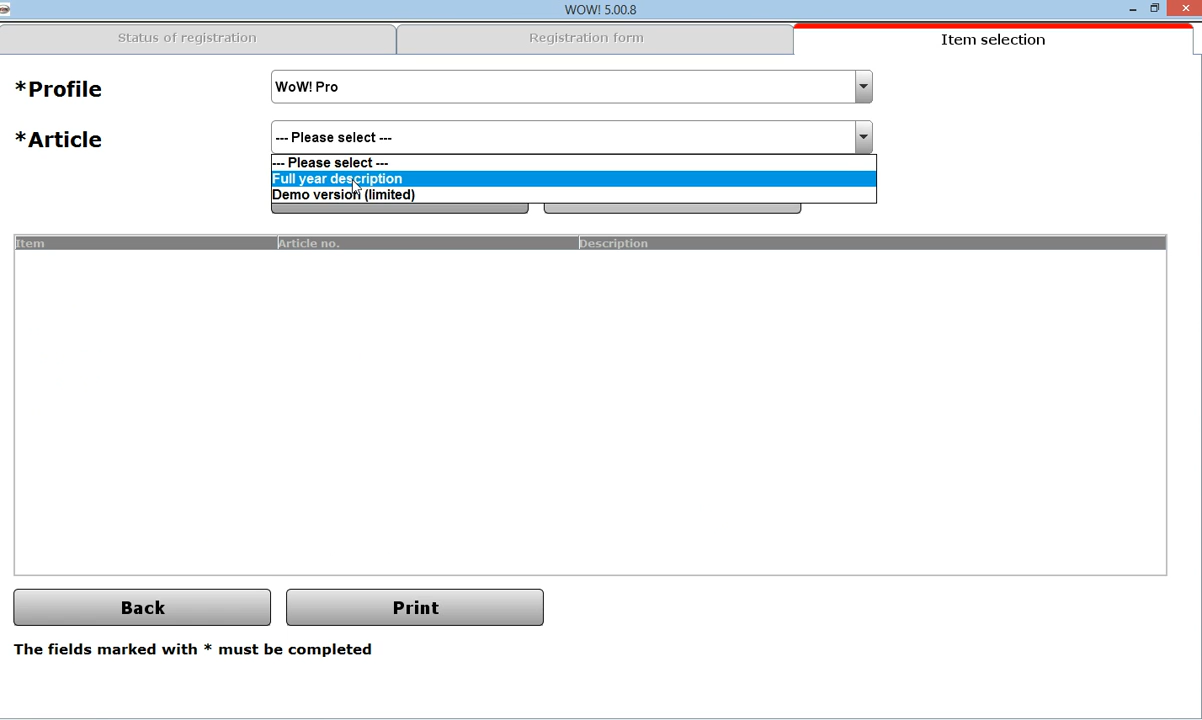 WOW! 5.00.8
Status of registration
Registration form
Item selection
*Profile
WoW! Pro
*Article
--- Please select ---
--- Please select ---
Full year description
Demo version (limited)
Item
Article no.
Description
Back
Print
The fields marked with * must be completed